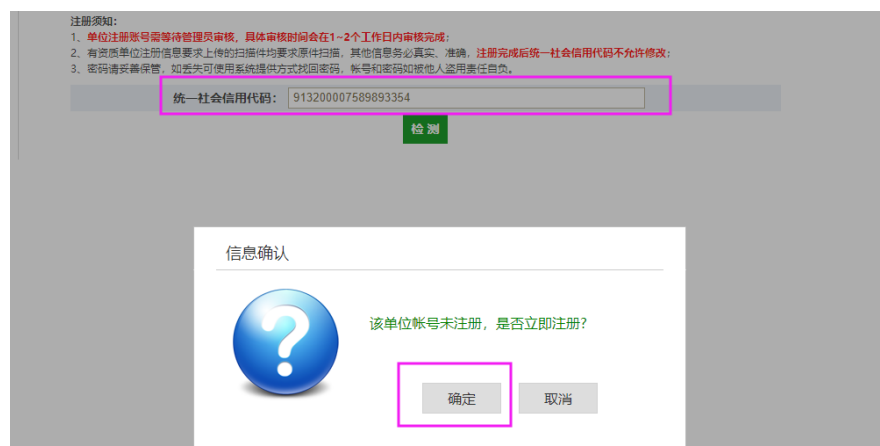 注册须知：
1、单位注册账号需等待管理员审核，具体审核时间会在1~2个工作日内审核完成；
2、有资质单位注册信息要求上传的扫描件均要求原件扫描，其他信息务必真实、准确，注册完成后统一社会信用代码不允许修改；
3、密码请妥善保管，如丢失可使用系统提供方式找回密码，帐号和密码如被他人盗用责任自负。
统一社会信用代码： 913200007589893354
检 测
信息确认
该单位帐号未注册，是否立即注册？
确定 取消